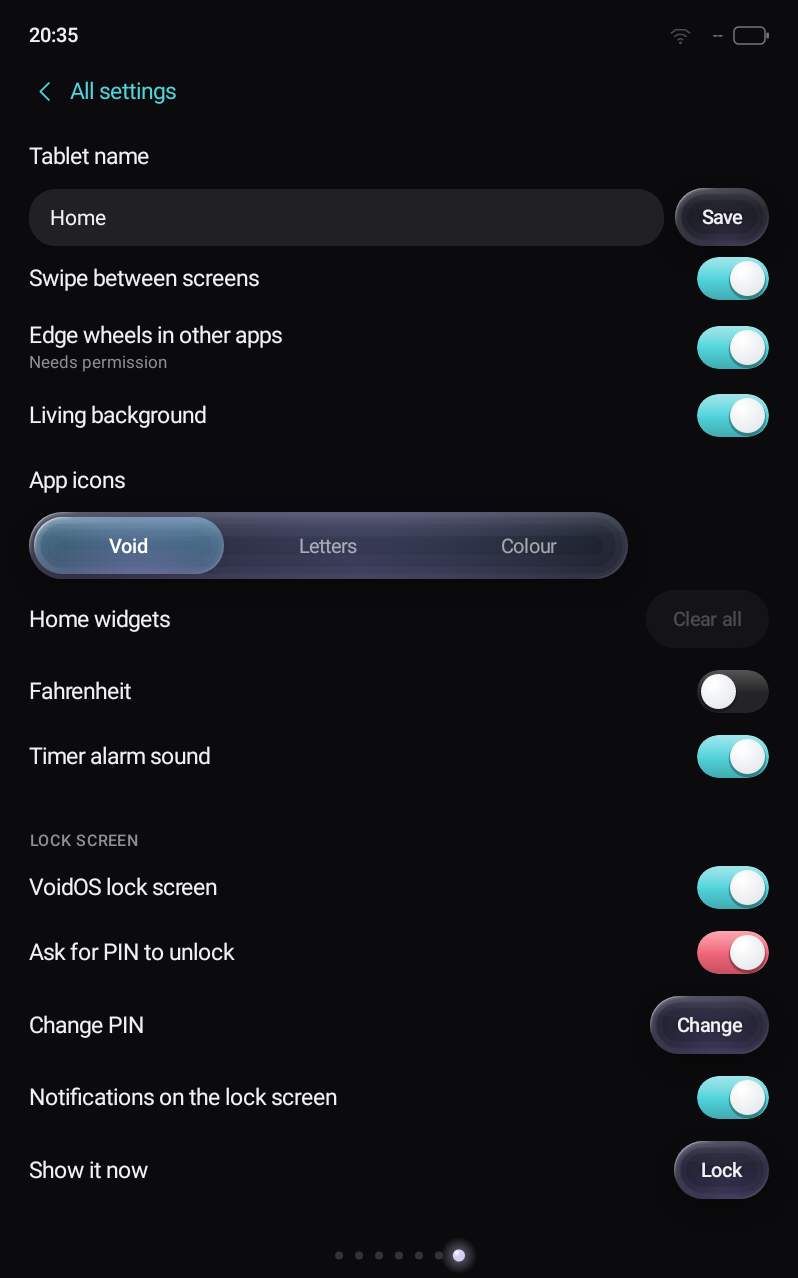 20:35
--
All settings
Tablet name
Home
Save
Swipe between screens
Edge wheels in other apps
Needs permission
Living background
App icons
Void Letters Colour
Home widgets
Clear all
Fahrenheit
Timer alarm sound
LOCK SCREEN
VoidOS lock screen
Ask for PIN to unlock
Change PIN
Change
Notifications on the lock screen
Show it now
Lock